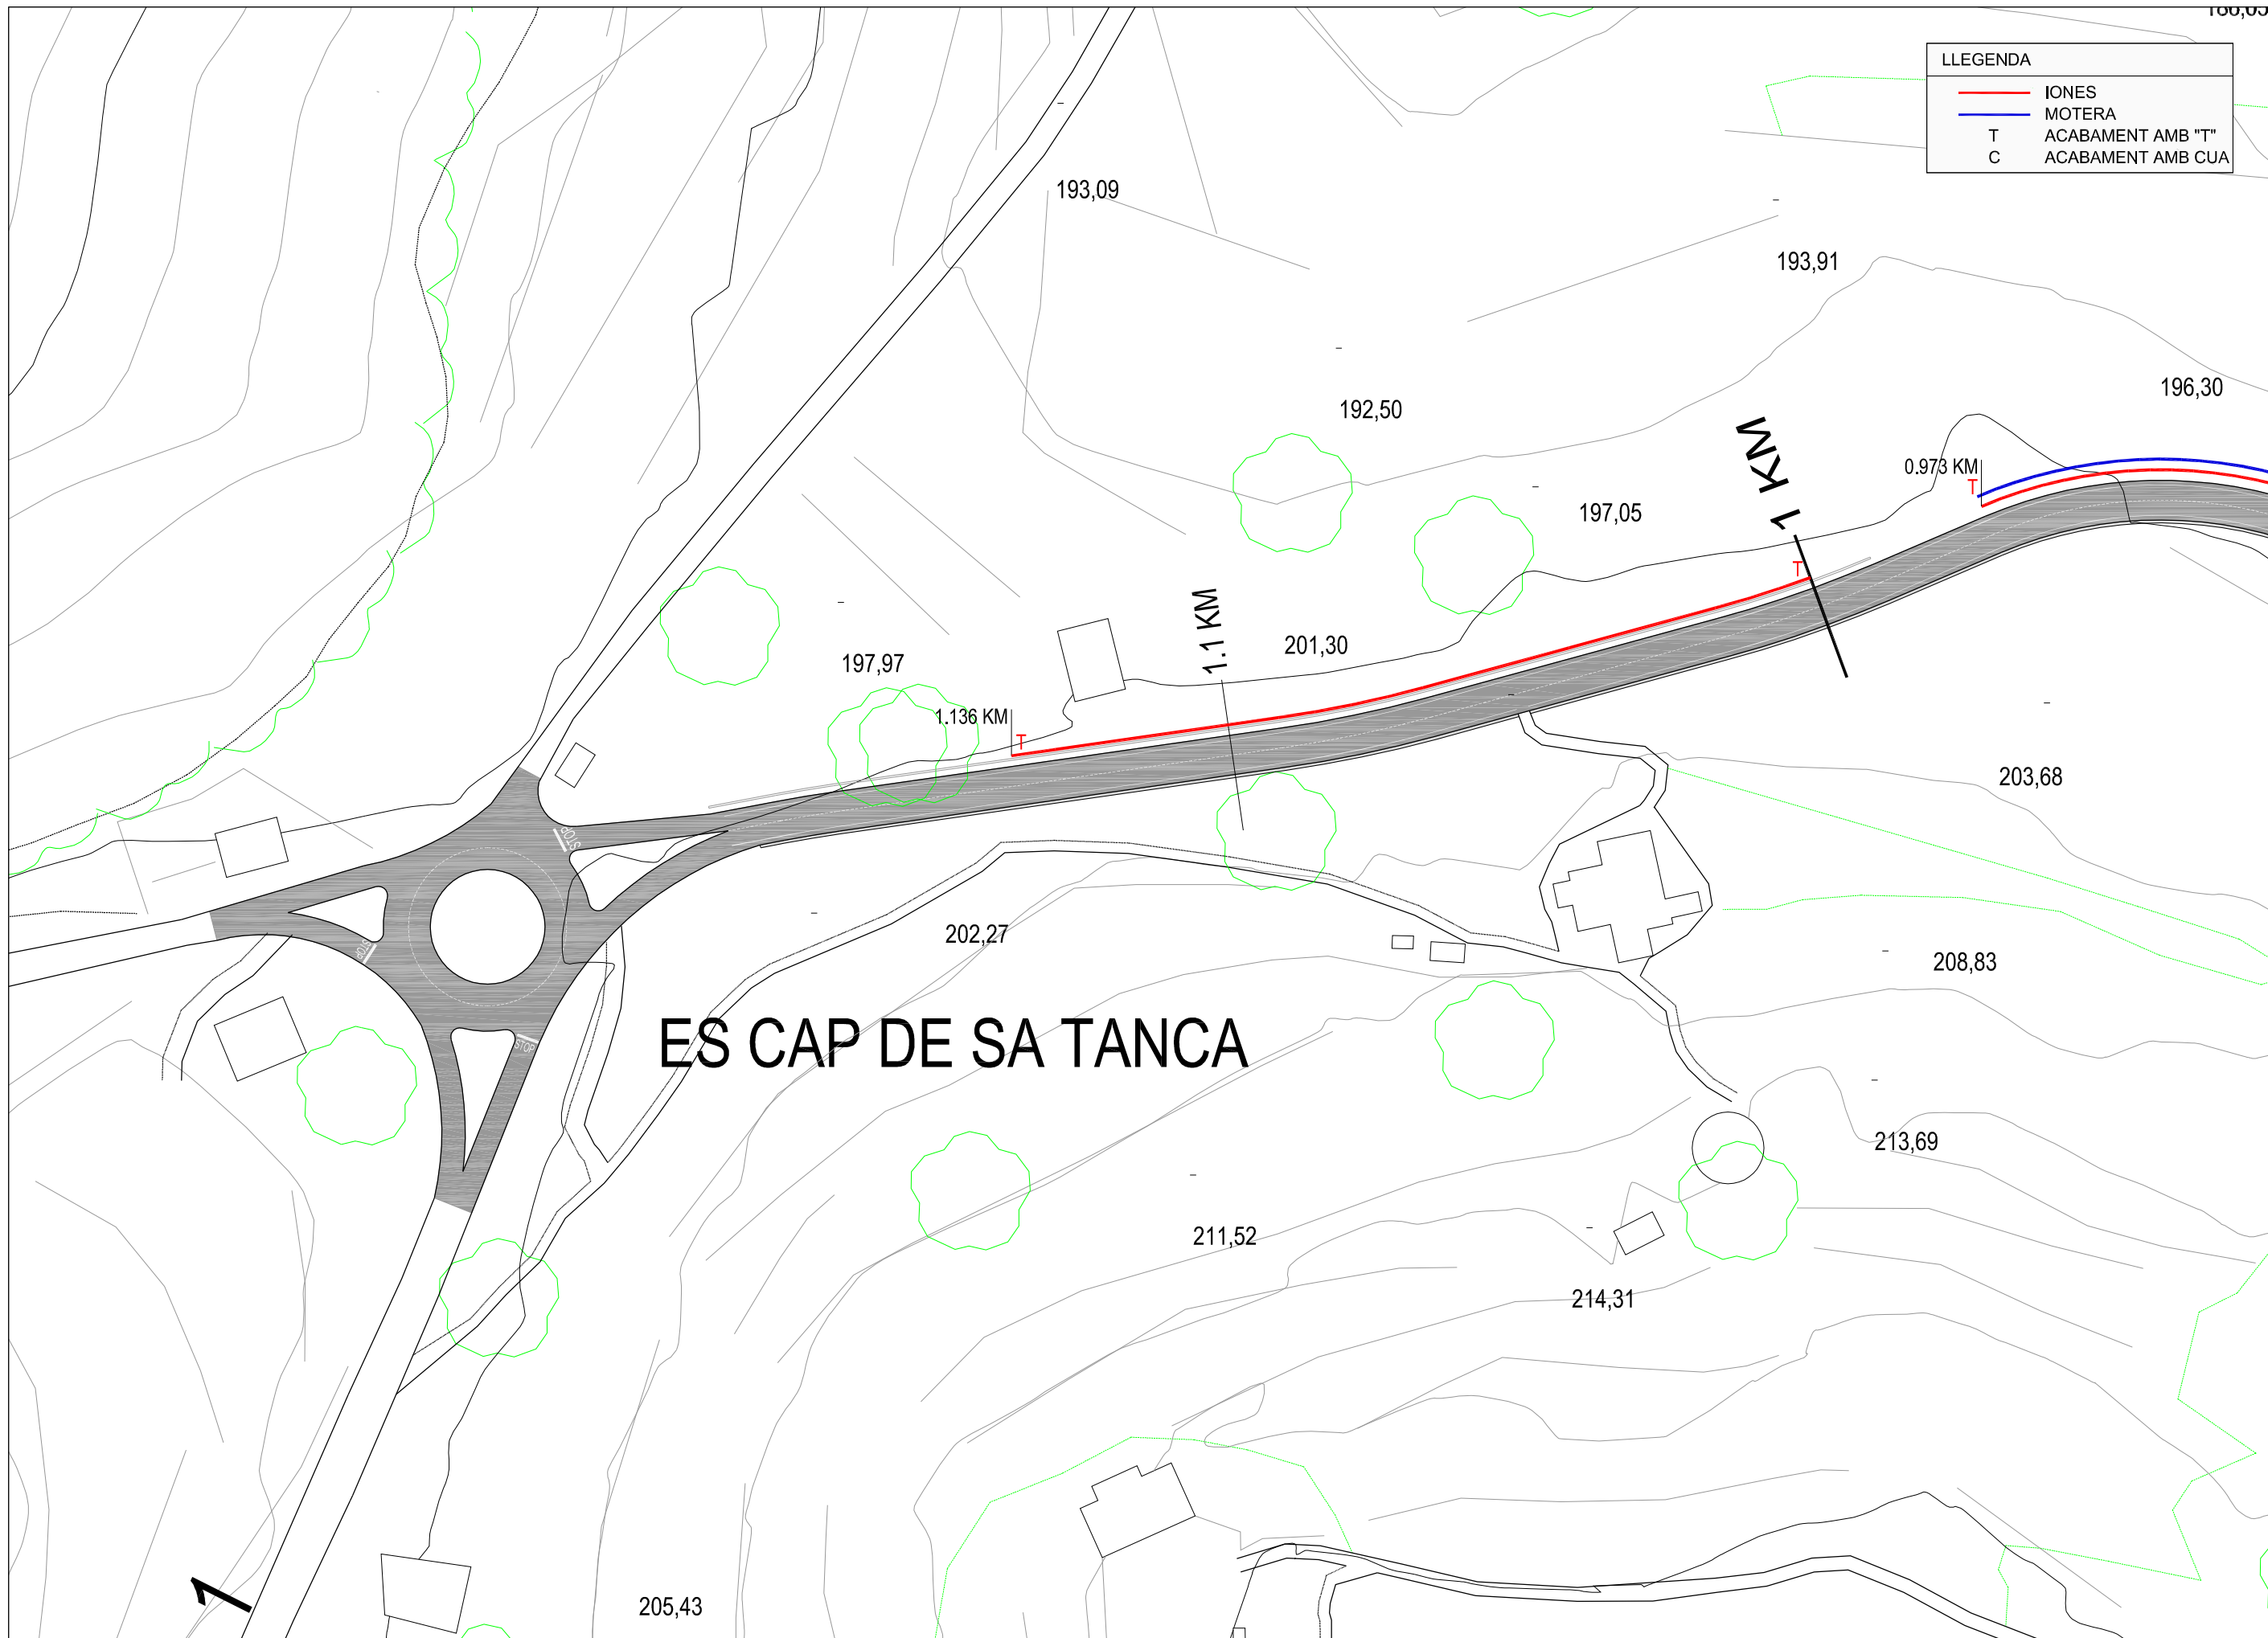 LLEGENDA
IONES
MOTERA
T ACABAMENT AMB "T"
C ACABAMENT AMB CUA
193,09
193,91
196,30
192,50
1 KM
0.973 KM
T
197,05
T
1.1 KM
201,30
197,97
1.136 KM
T
203,68
STOP
STOP
202,27
208,83
ES CAP DE SA TANCA
STOP
213,69
211,52
214,31
1
205,43